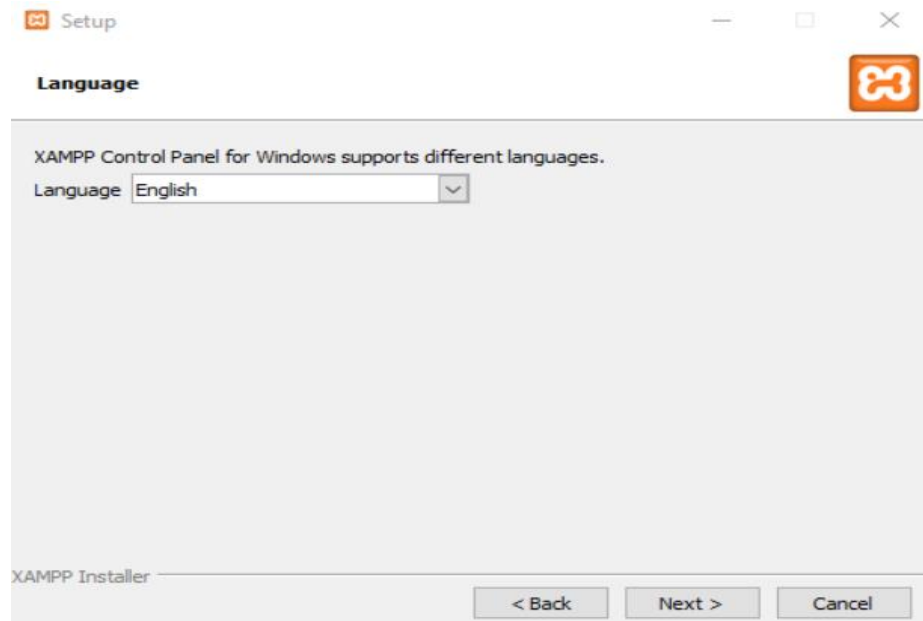 Setup
Language
XAMPP Control Panel for Windows supports different languages.
Language English
XAMPP Installer
< Back Next > Cancel